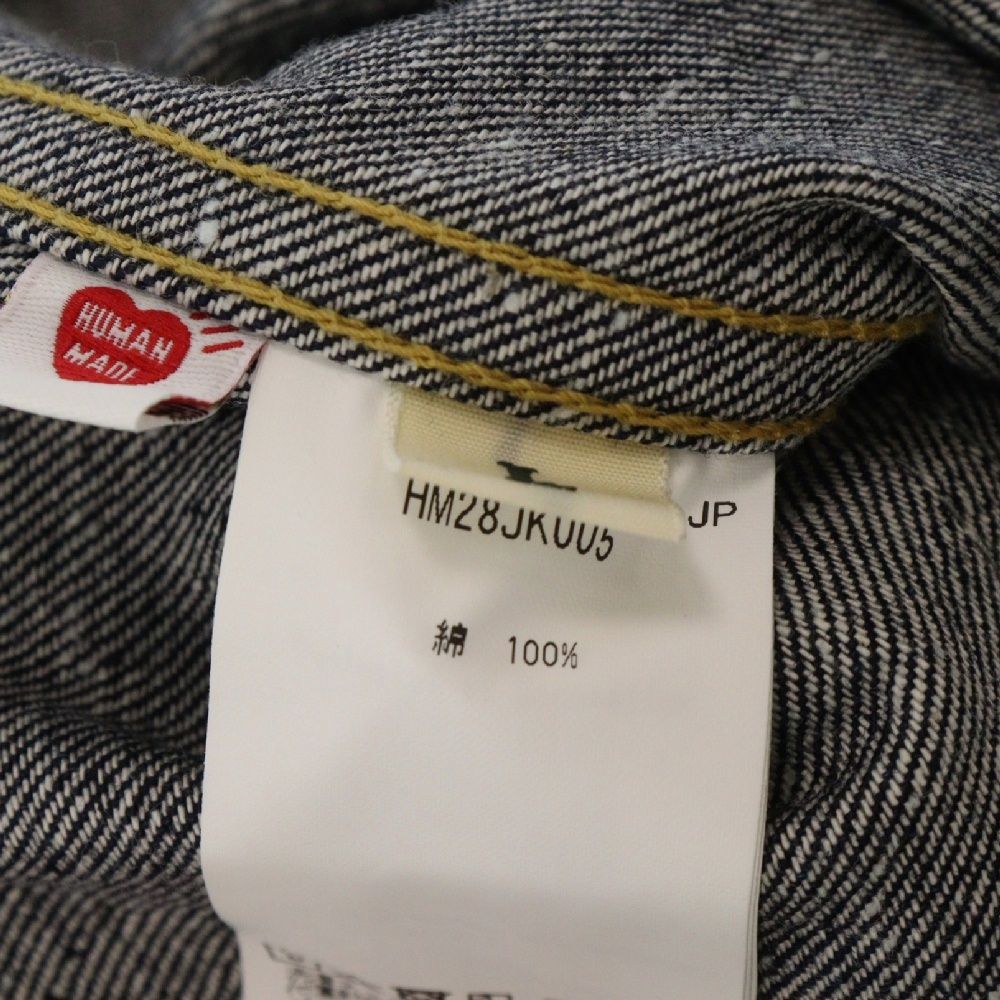 HUMAN
MADE
HM28JK005
JP
綿 100%